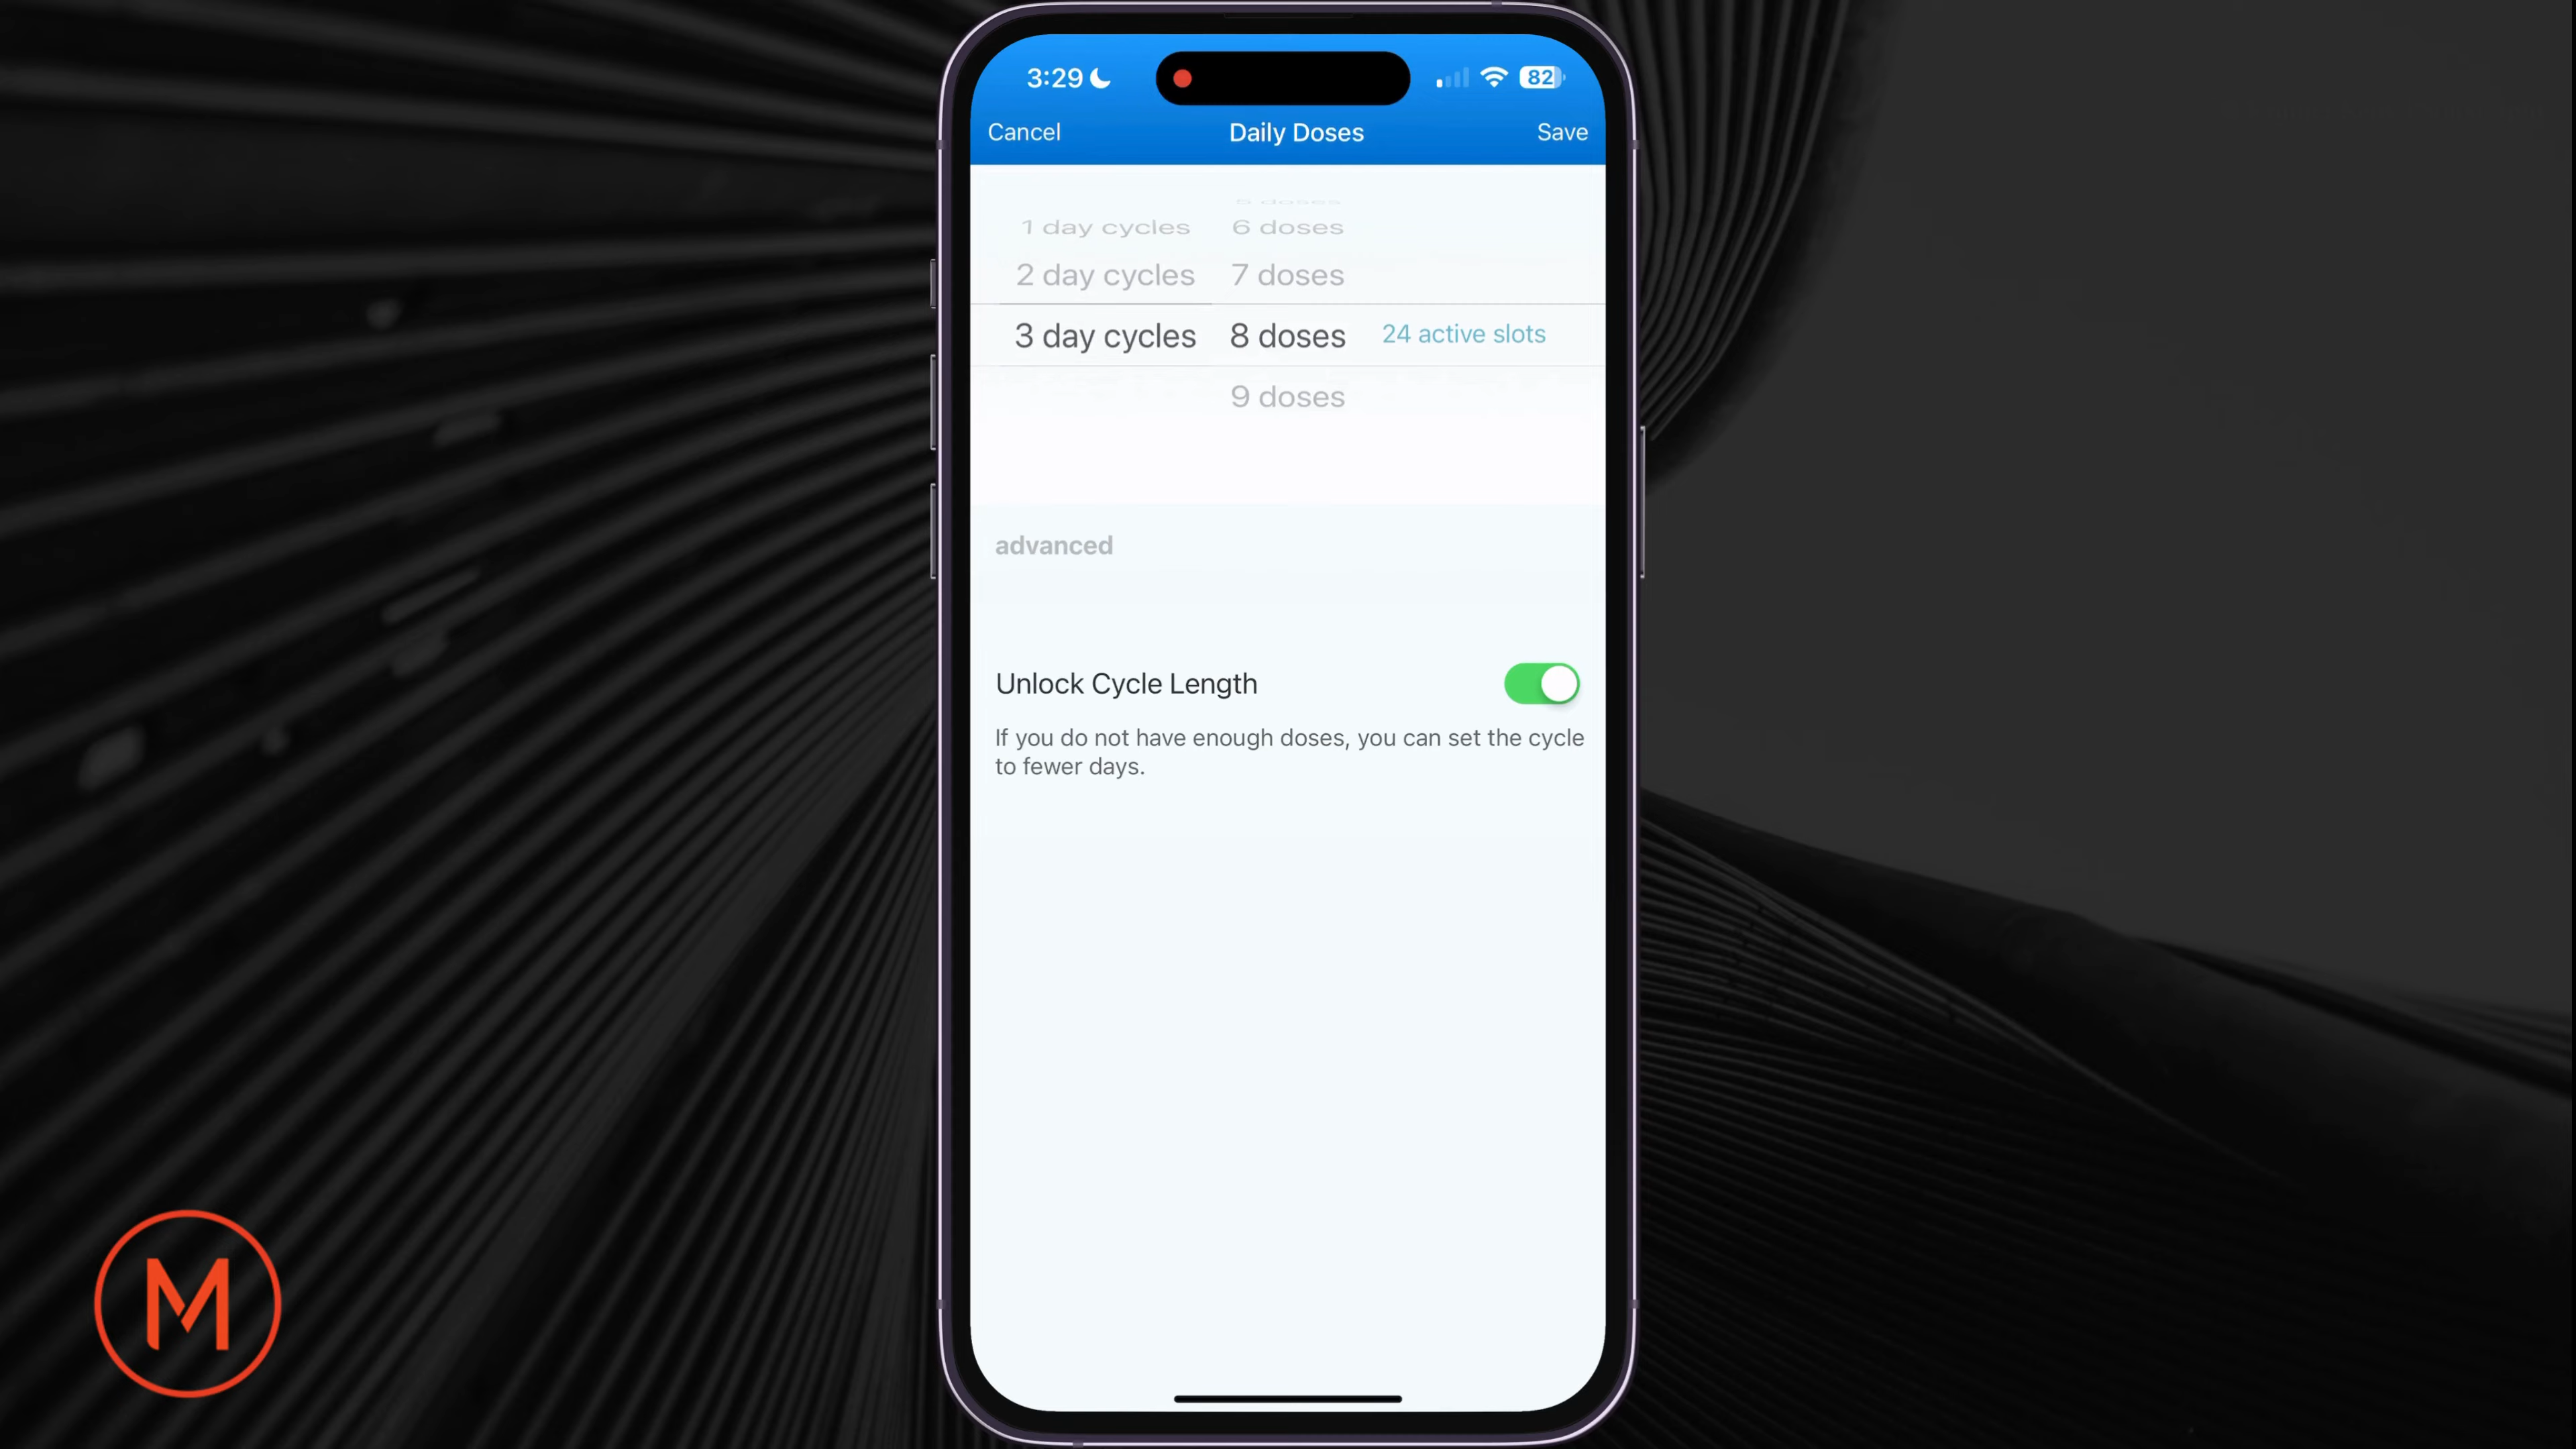 3:29
82
Cancel
Daily Doses
Save
5 doses
1 day cycles 6 doses
2 day cycles 7 doses
3 day cycles 8 doses 24 active slots
9 doses
advanced
Unlock Cycle Length
If you do not have enough doses, you can set the cycle
to fewer days.
M